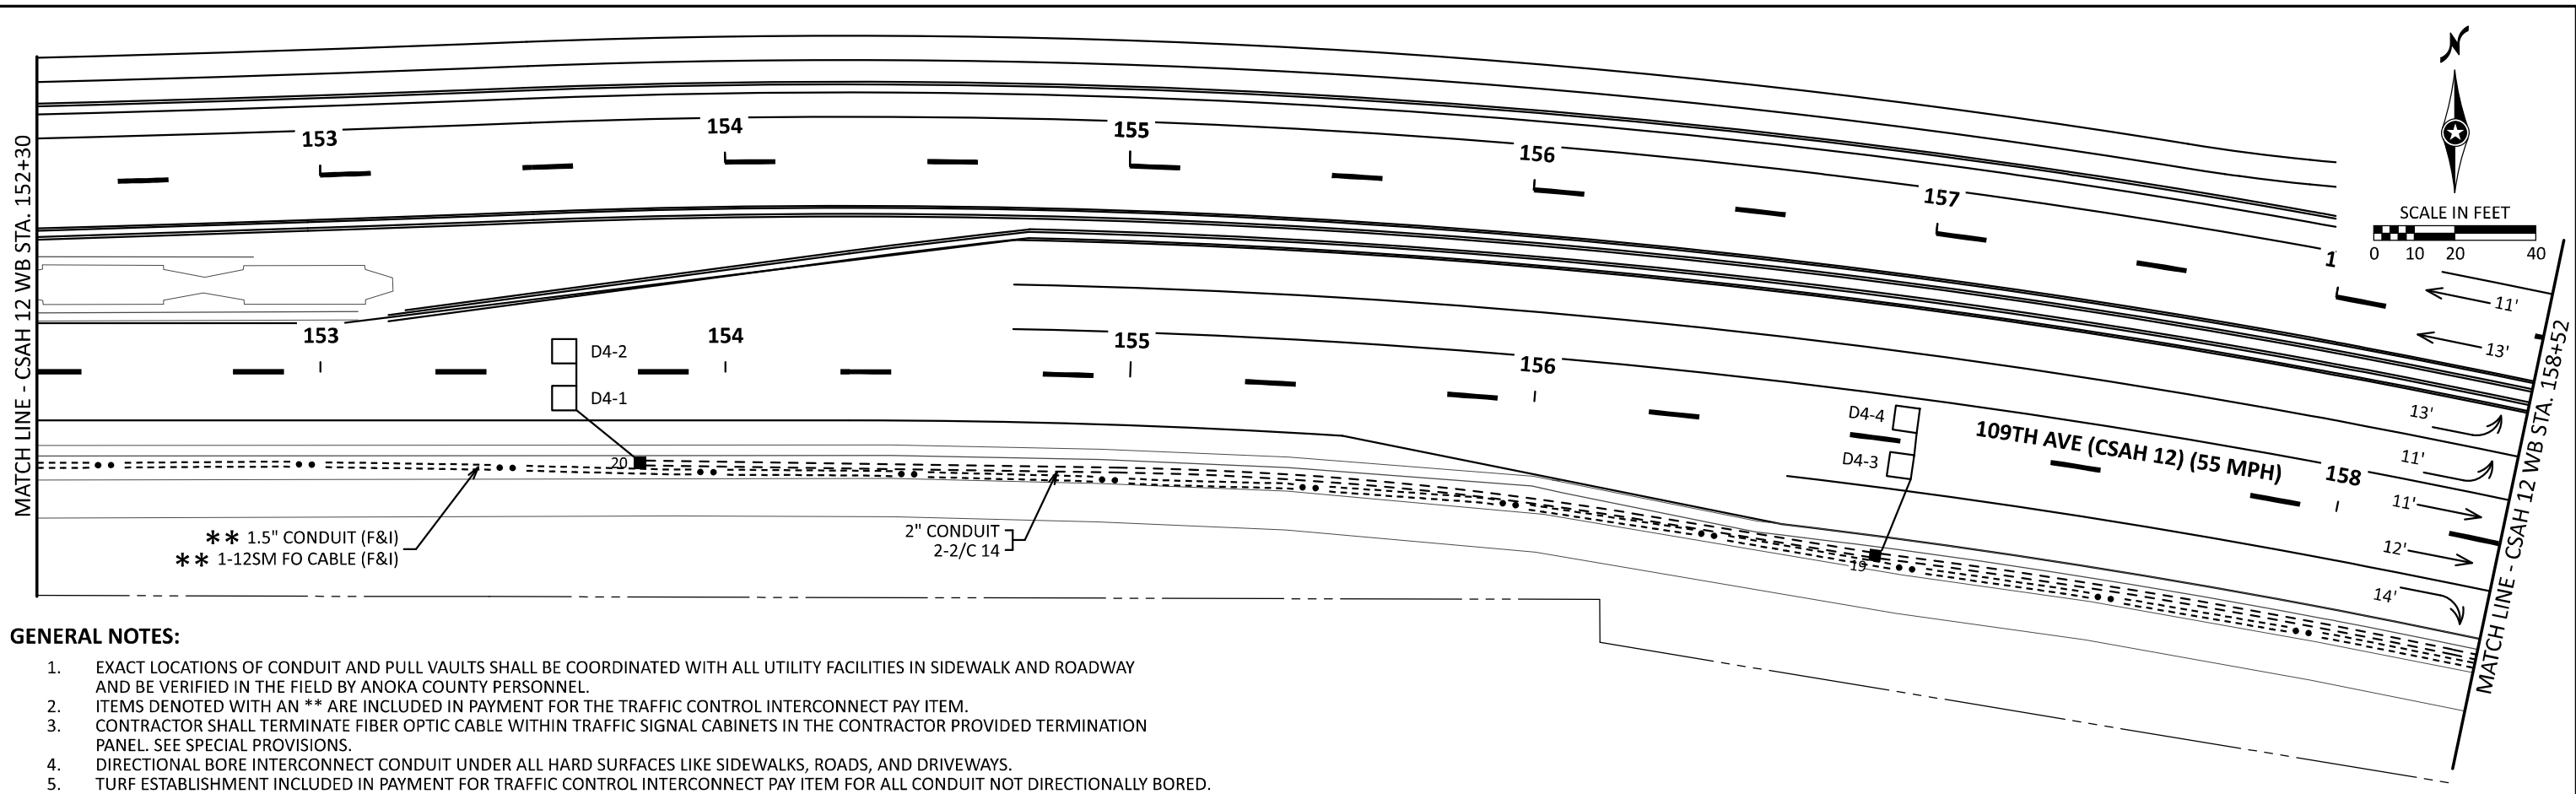 N
SCALE IN FEET
0 10 20 40
MATCH LINE - CSAH 12 WB STA. 152+30
153
154
155
156
157
1
11'
13'
153
154
155
156
158
D4-2
D4-1
D4-4
D4-3
109TH AVE (CSAH 12) (55 MPH)
13'
11'
11'
12'
14'
20
19
** 1.5" CONDUIT (F&I)
** 1-12SM FO CABLE (F&I)
2" CONDUIT
2-2/C 14
MATCH LINE - CSAH 12 WB STA. 158+52
GENERAL NOTES:
1. EXACT LOCATIONS OF CONDUIT AND PULL VAULTS SHALL BE COORDINATED WITH ALL UTILITY FACILITIES IN SIDEWALK AND ROADWAY
AND BE VERIFIED IN THE FIELD BY ANOKA COUNTY PERSONNEL.
2. ITEMS DENOTED WITH AN ** ARE INCLUDED IN PAYMENT FOR THE TRAFFIC CONTROL INTERCONNECT PAY ITEM.
3. CONTRACTOR SHALL TERMINATE FIBER OPTIC CABLE WITHIN TRAFFIC SIGNAL CABINETS IN THE CONTRACTOR PROVIDED TERMINATION
PANEL. SEE SPECIAL PROVISIONS.
4. DIRECTIONAL BORE INTERCONNECT CONDUIT UNDER ALL HARD SURFACES LIKE SIDEWALKS, ROADS, AND DRIVEWAYS.
5. TURF ESTABLISHMENT INCLUDED IN PAYMENT FOR TRAFFIC CONTROL INTERCONNECT PAY ITEM FOR ALL CONDUIT NOT DIRECTIONALLY BORED.